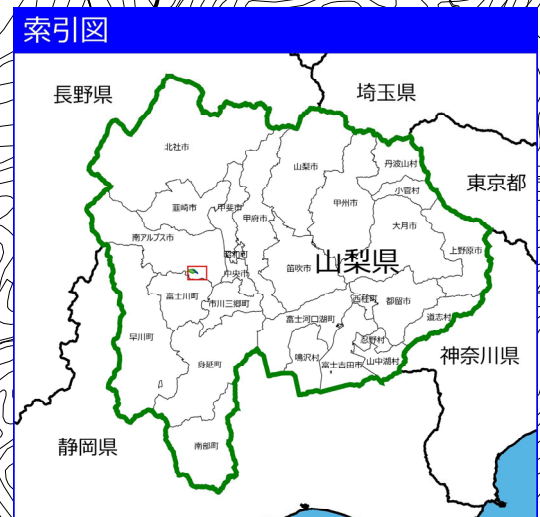 索引図
長野県
埼玉県
北杜市
山梨市
丹波山村
小菅村
東京都
韮崎市
甲斐市
甲府市
甲州市
大月市
南アルプス市
昭和町
上野原市
中央市
笛吹市
山梨県
富士川町
市川三郷町
西桂町
都留市
富士河口湖町
道志村
早川町
忍野村
身延町
鳴沢村
富士吉田市
山中湖村
神奈川県
静岡県
南部町